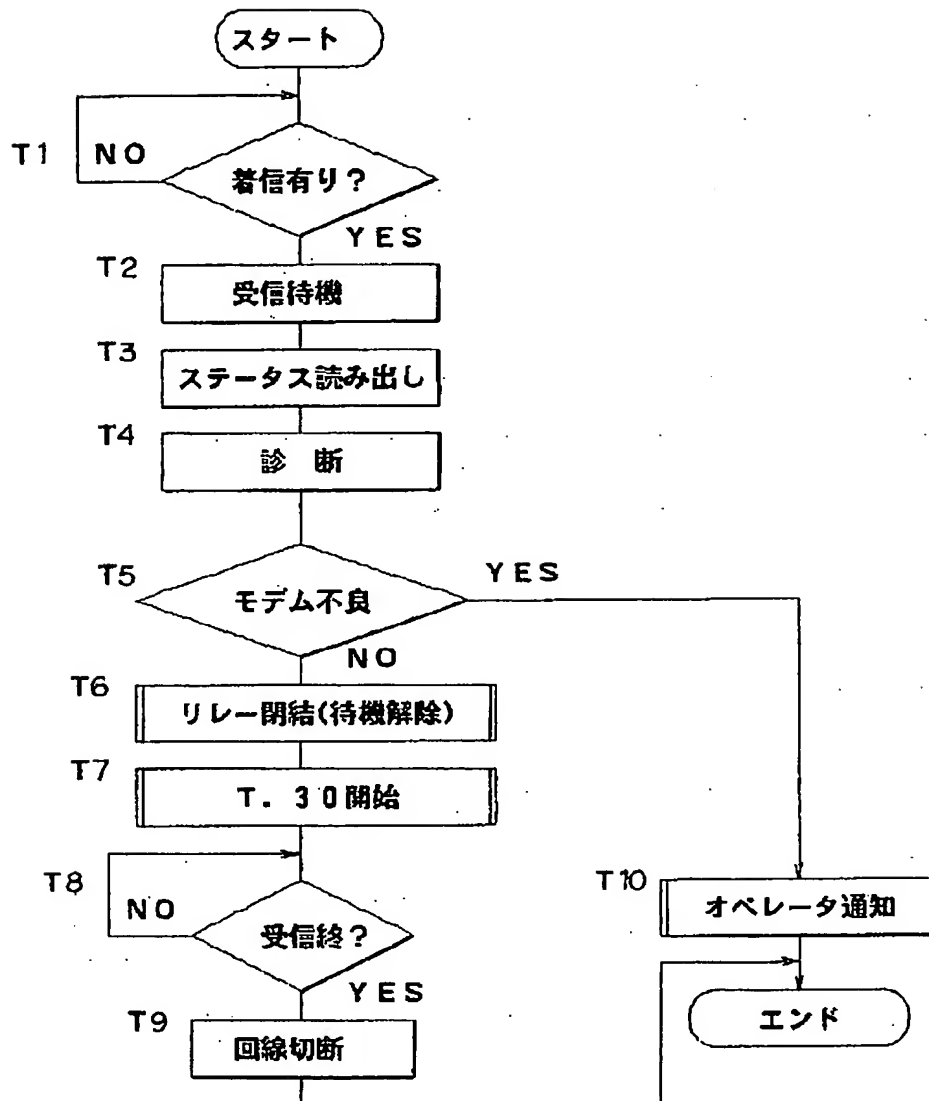 スタート
T1
NO
着信有り?
YES
T2
受信待機
T3
ステータス読み出し
T4
診 断
T5
モデム不良
YES
NO
T6
リレー閉結(待機解除)
T7
T. 30開始
T8
NO
受信終?
YES
T9
回線切断
T10
オペレータ通知
エンド